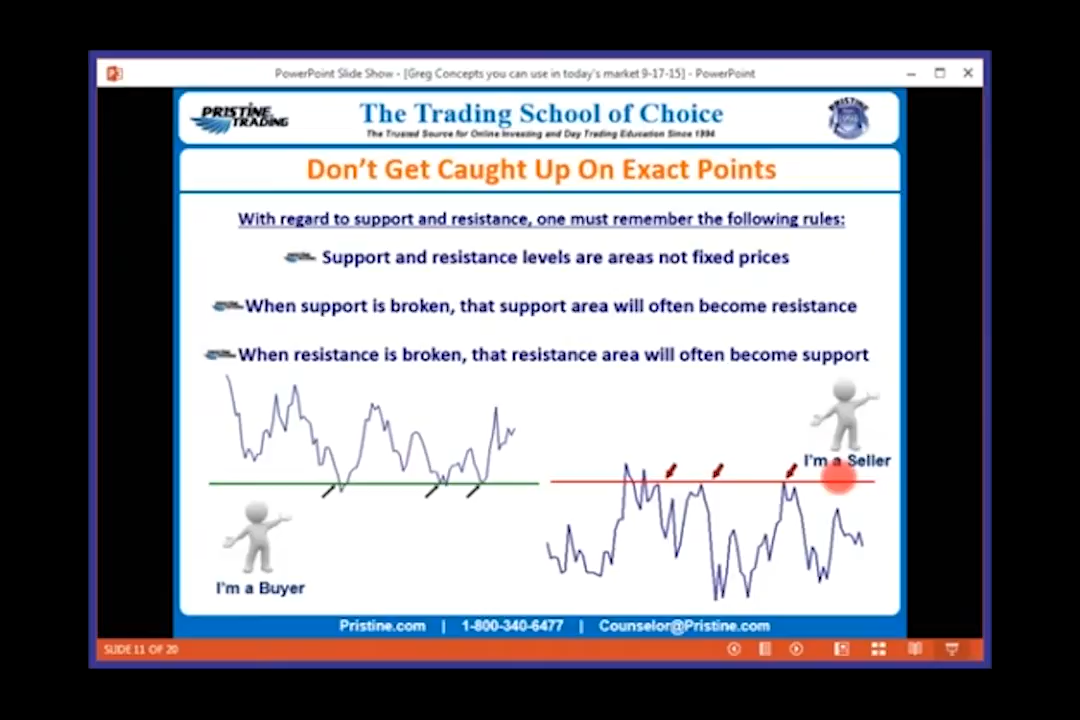 PowerPoint Slide Show - [Greg Concepts you can use in today's market 9-17-15] - PowerPoint
PRISTINE TRADING
The Trading School of Choice
The Trusted Source for Online Investing and Day Trading Education Since 1994
PRISTINE
Don't Get Caught Up On Exact Points
With regard to support and resistance, one must remember the following rules:
Support and resistance levels are areas not fixed prices
When support is broken, that support area will often become resistance
When resistance is broken, that resistance area will often become support
I'm a Seller
I'm a Buyer
Pristine.com | 1-800-340-6477 | Counselor@Pristine.com
SLIDE 11 OF 20